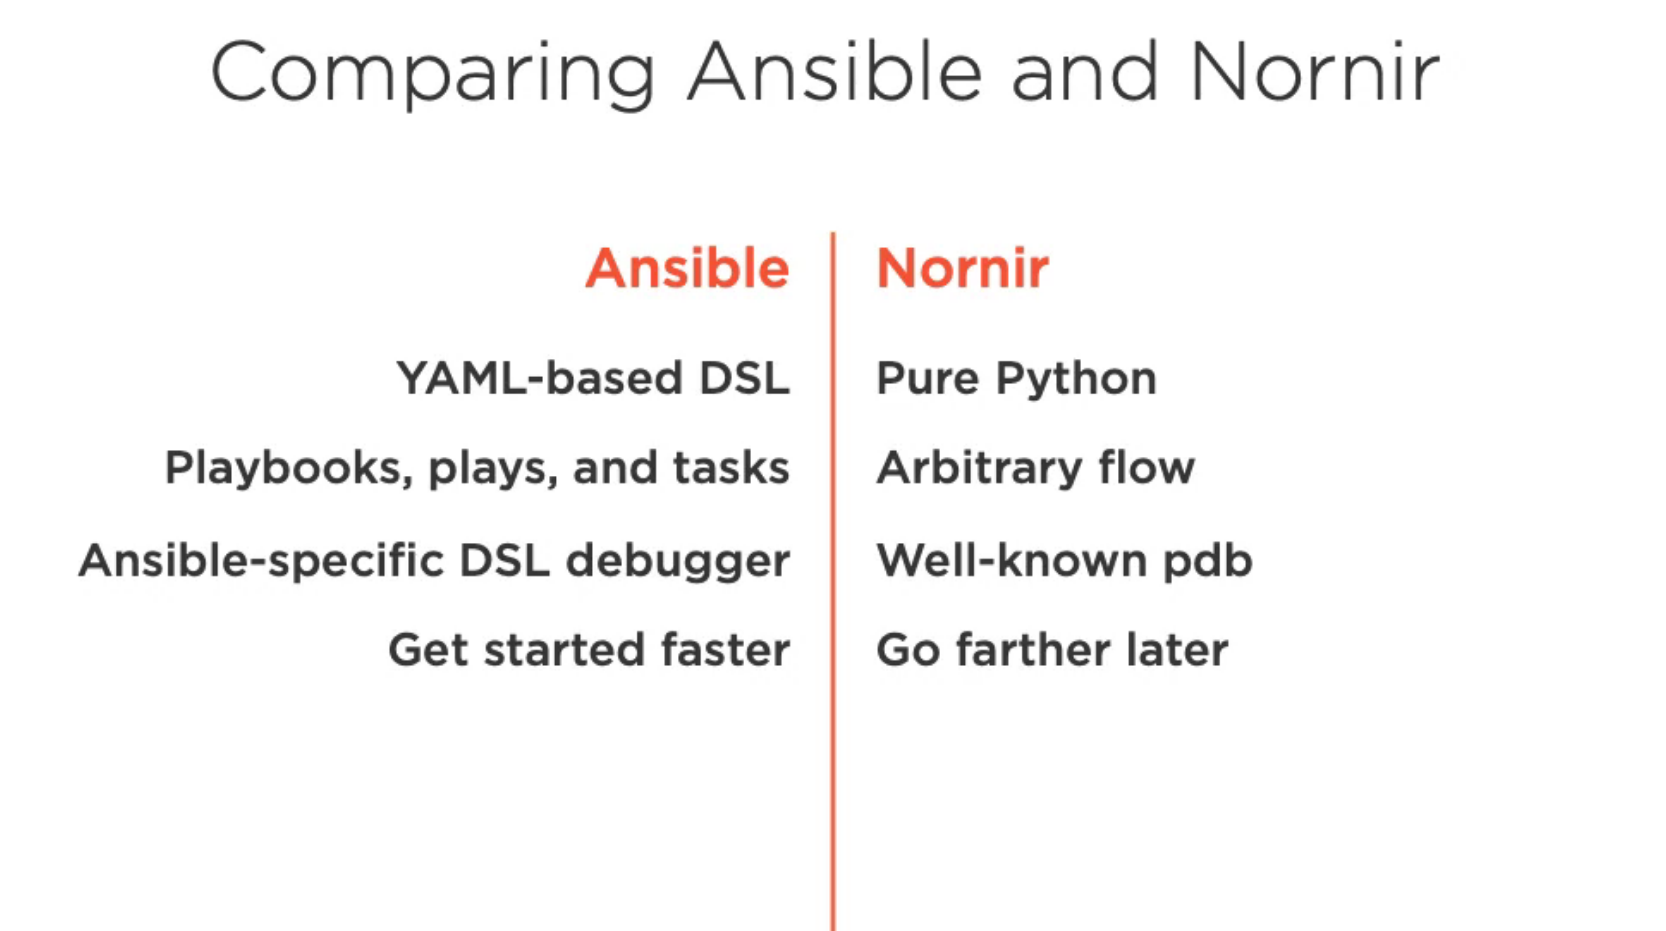 Comparing Ansible and Nornir
Ansible
Nornir
YAML-based DSL
Pure Python
Playbooks, plays, and tasks
Arbitrary flow
Ansible-specific DSL debugger
Well-known pdb
Get started faster
Go farther later